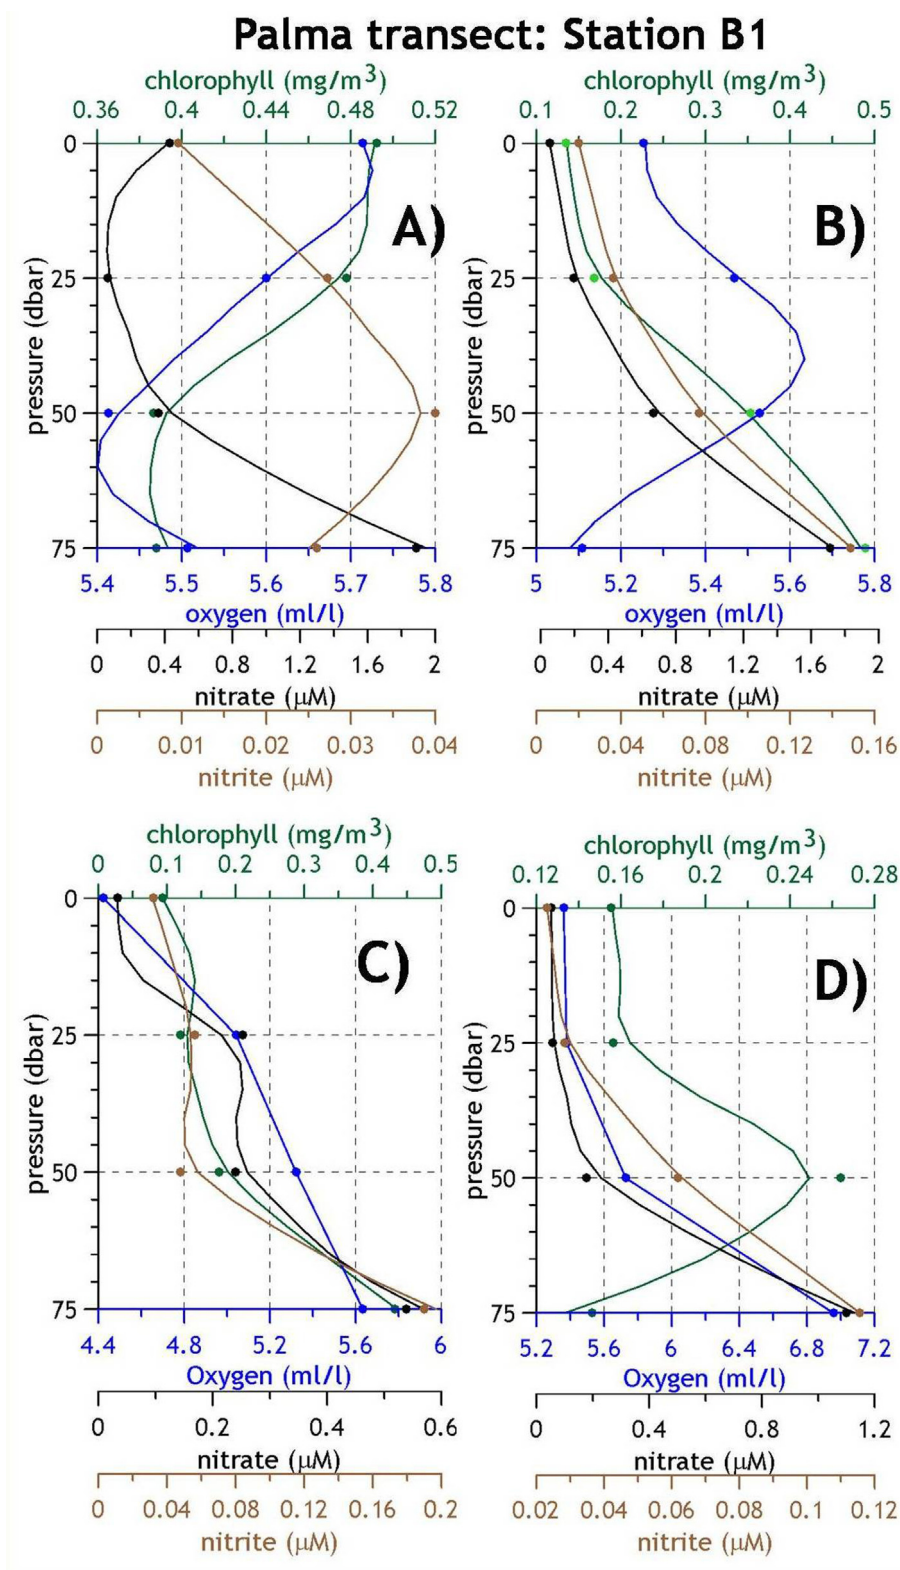 Palma transect: Station B1
chlorophyll (mg/m3)
0.36 0.4 0.44 0.48 0.52
0
25
50
75
pressure (dbar)
A)
5.4 5.5 5.6 5.7 5.8
oxygen (ml/l)
0 0.4 0.8 1.2 1.6 2
nitrate (μM)
0 0.01 0.02 0.03 0.04
nitrite (μM)
chlorophyll (mg/m3)
0.1 0.2 0.3 0.4 0.5
0
25
50
75
pressure (dbar)
B)
5 5.2 5.4 5.6 5.8
oxygen (ml/l)
0 0.4 0.8 1.2 1.6 2
nitrate (μM)
0 0.04 0.08 0.12 0.16
nitrite (μM)
chlorophyll (mg/m3)
0 0.1 0.2 0.3 0.4 0.5
0
25
50
75
pressure (dbar)
C)
4.4 4.8 5.2 5.6 6
Oxygen (ml/l)
0 0.2 0.4 0.6
nitrate (μM)
0 0.04 0.08 0.12 0.16 0.2
nitrite (μM)
chlorophyll (mg/m3)
0.12 0.16 0.2 0.24 0.28
0
25
50
75
pressure (dbar)
D)
5.2 5.6 6 6.4 6.8 7.2
Oxygen (ml/l)
0 0.4 0.8 1.2
nitrate (μM)
0.02 0.04 0.06 0.08 0.1 0.12
nitrite (μM)